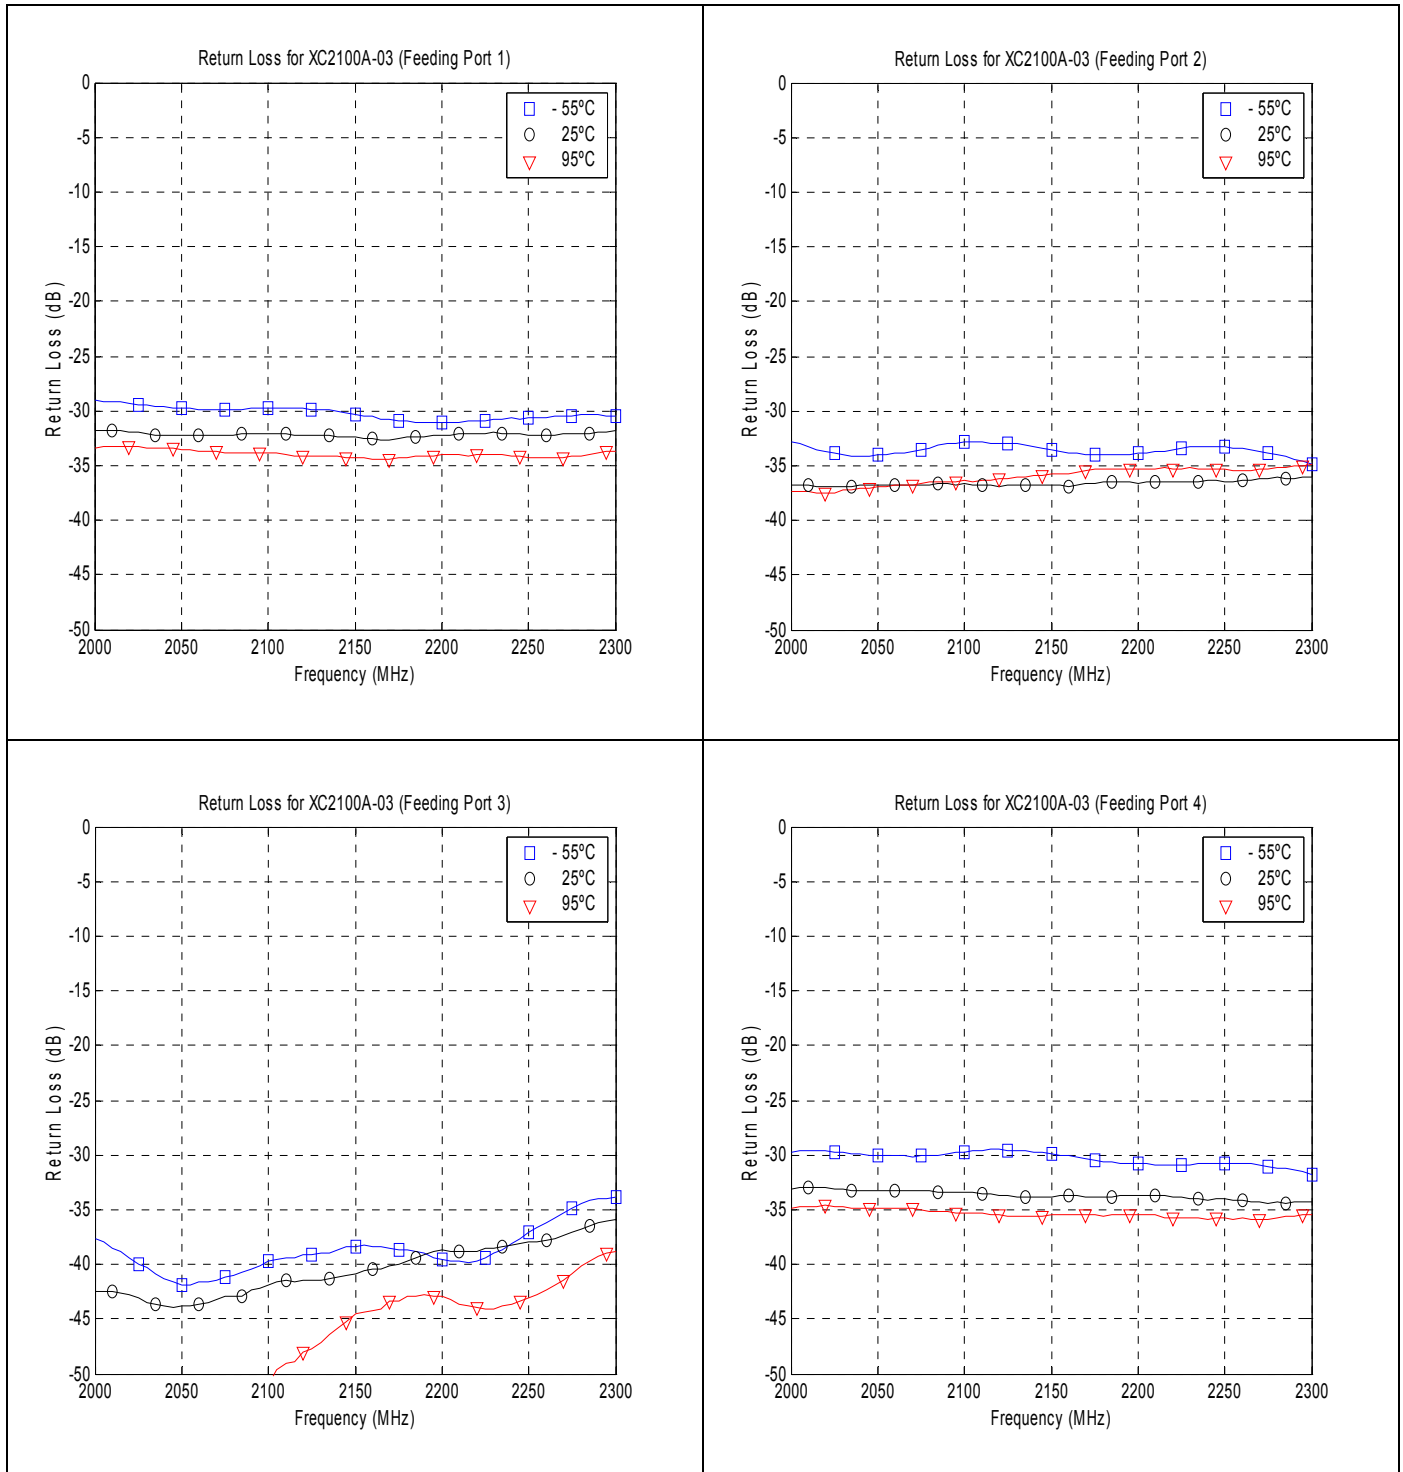 Return Loss for XC2100A-03 (Feeding Port 1)
0
-5
-10
-15
-20
-25
-30
-35
-40
-45
-50
Return Loss (dB)
- 55ºC
25ºC
95ºC
2000 2050 2100 2150 2200 2250 2300
Frequency (MHz)
Return Loss for XC2100A-03 (Feeding Port 2)
0
-5
-10
-15
-20
-25
-30
-35
-40
-45
-50
Return Loss (dB)
- 55ºC
25ºC
95ºC
2000 2050 2100 2150 2200 2250 2300
Frequency (MHz)
Return Loss for XC2100A-03 (Feeding Port 3)
0
-5
-10
-15
-20
-25
-30
-35
-40
-45
-50
Return Loss (dB)
- 55ºC
25ºC
95ºC
2000 2050 2100 2150 2200 2250 2300
Frequency (MHz)
Return Loss for XC2100A-03 (Feeding Port 4)
0
-5
-10
-15
-20
-25
-30
-35
-40
-45
-50
Return Loss (dB)
- 55ºC
25ºC
95ºC
2000 2050 2100 2150 2200 2250 2300
Frequency (MHz)